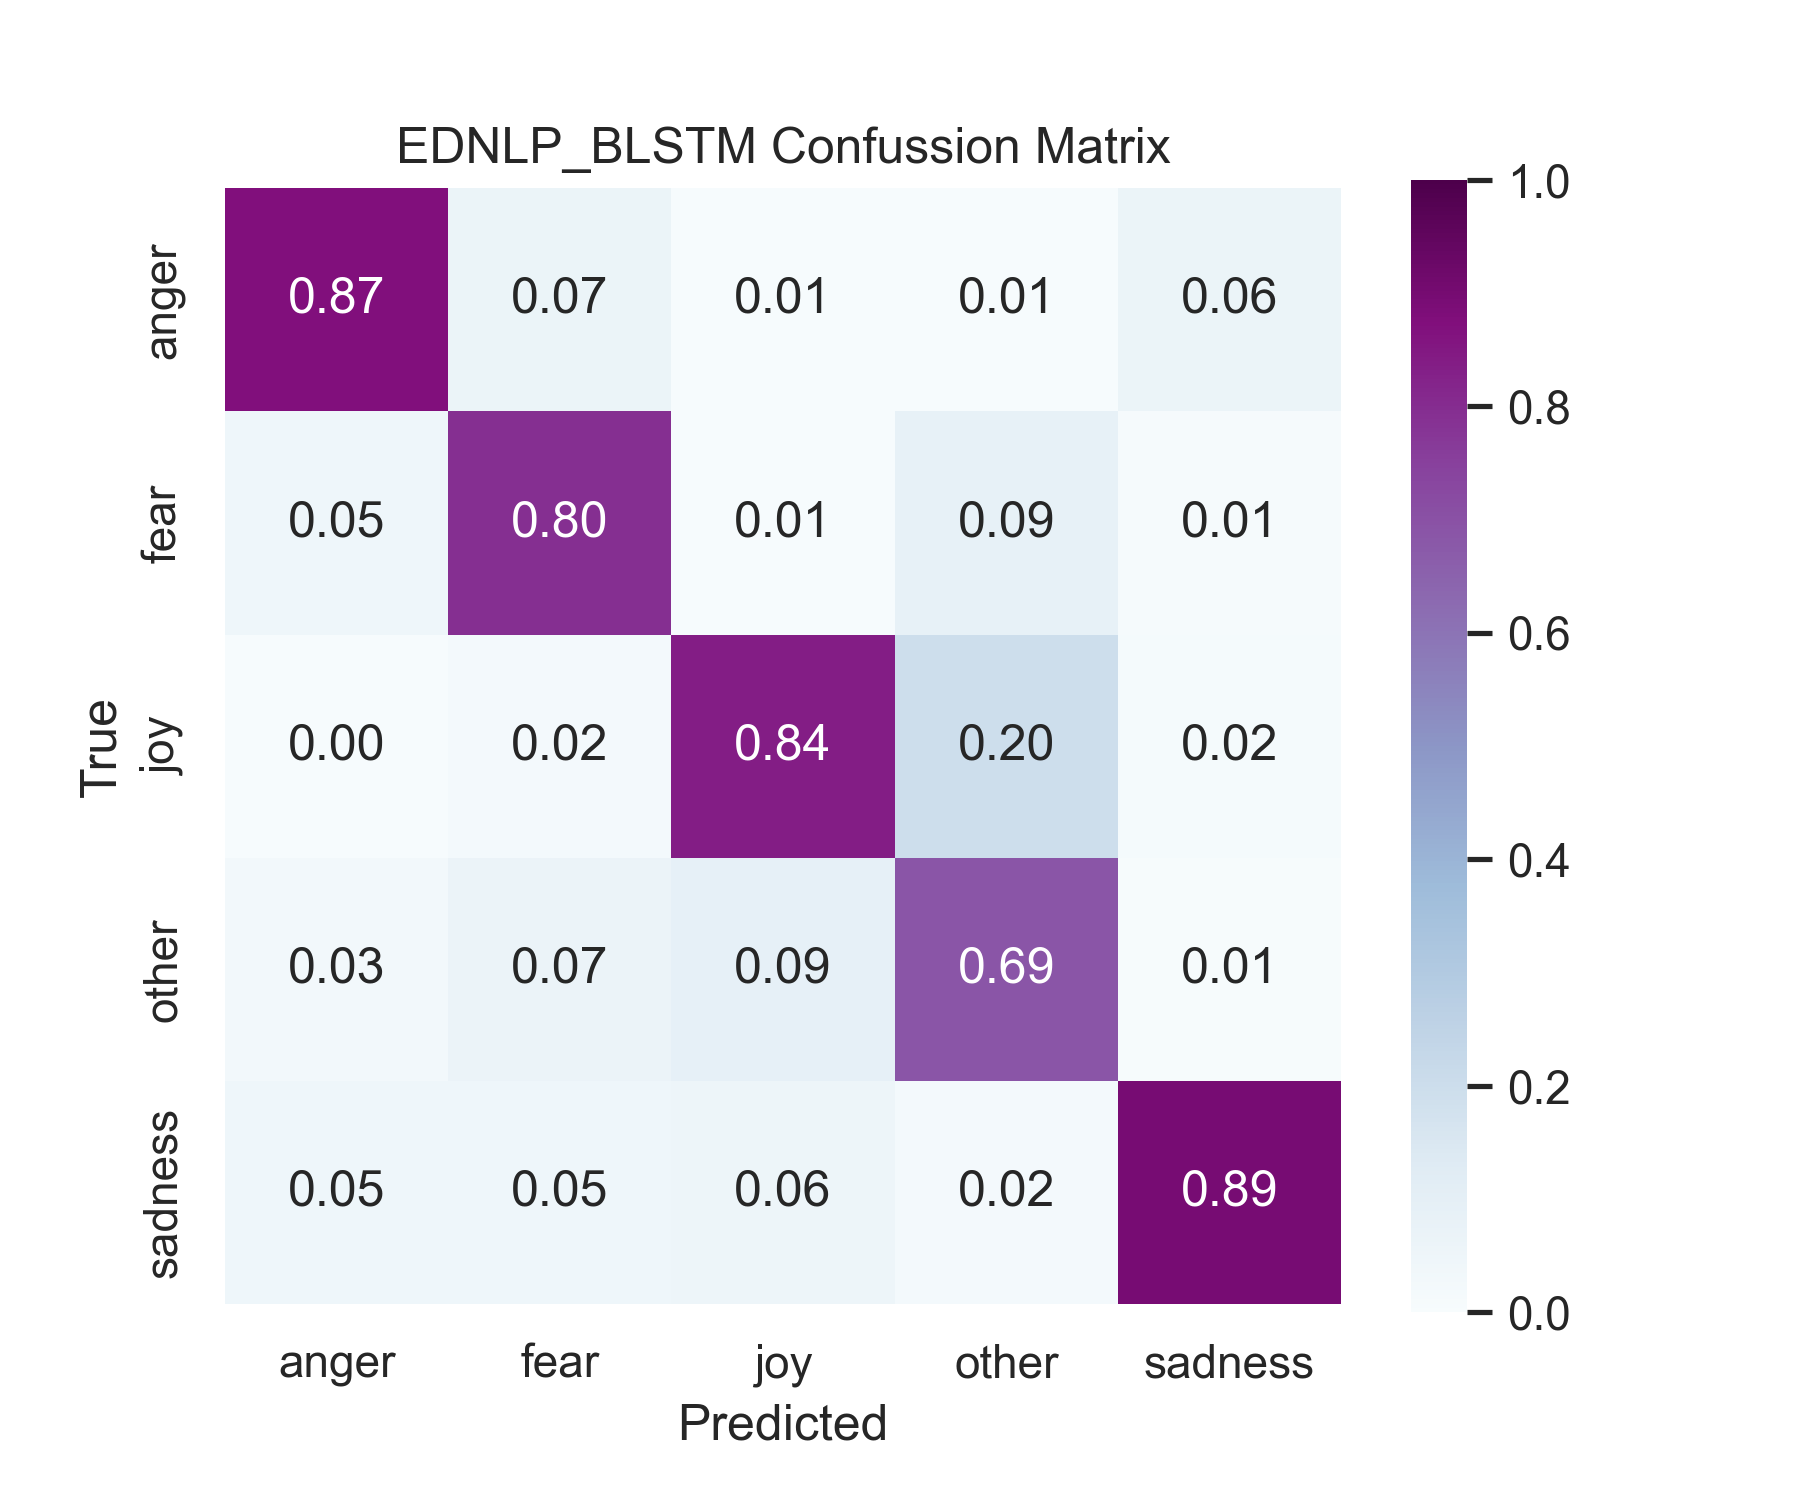 EDNLP_BLSTM Confussion Matrix
True
anger 0.87 0.07 0.01 0.01 0.06
fear 0.05 0.80 0.01 0.09 0.01
joy 0.00 0.02 0.84 0.20 0.02
other 0.03 0.07 0.09 0.69 0.01
sadness 0.05 0.05 0.06 0.02 0.89
anger fear joy other sadness
Predicted
1.0
0.8
0.6
0.4
0.2
0.0